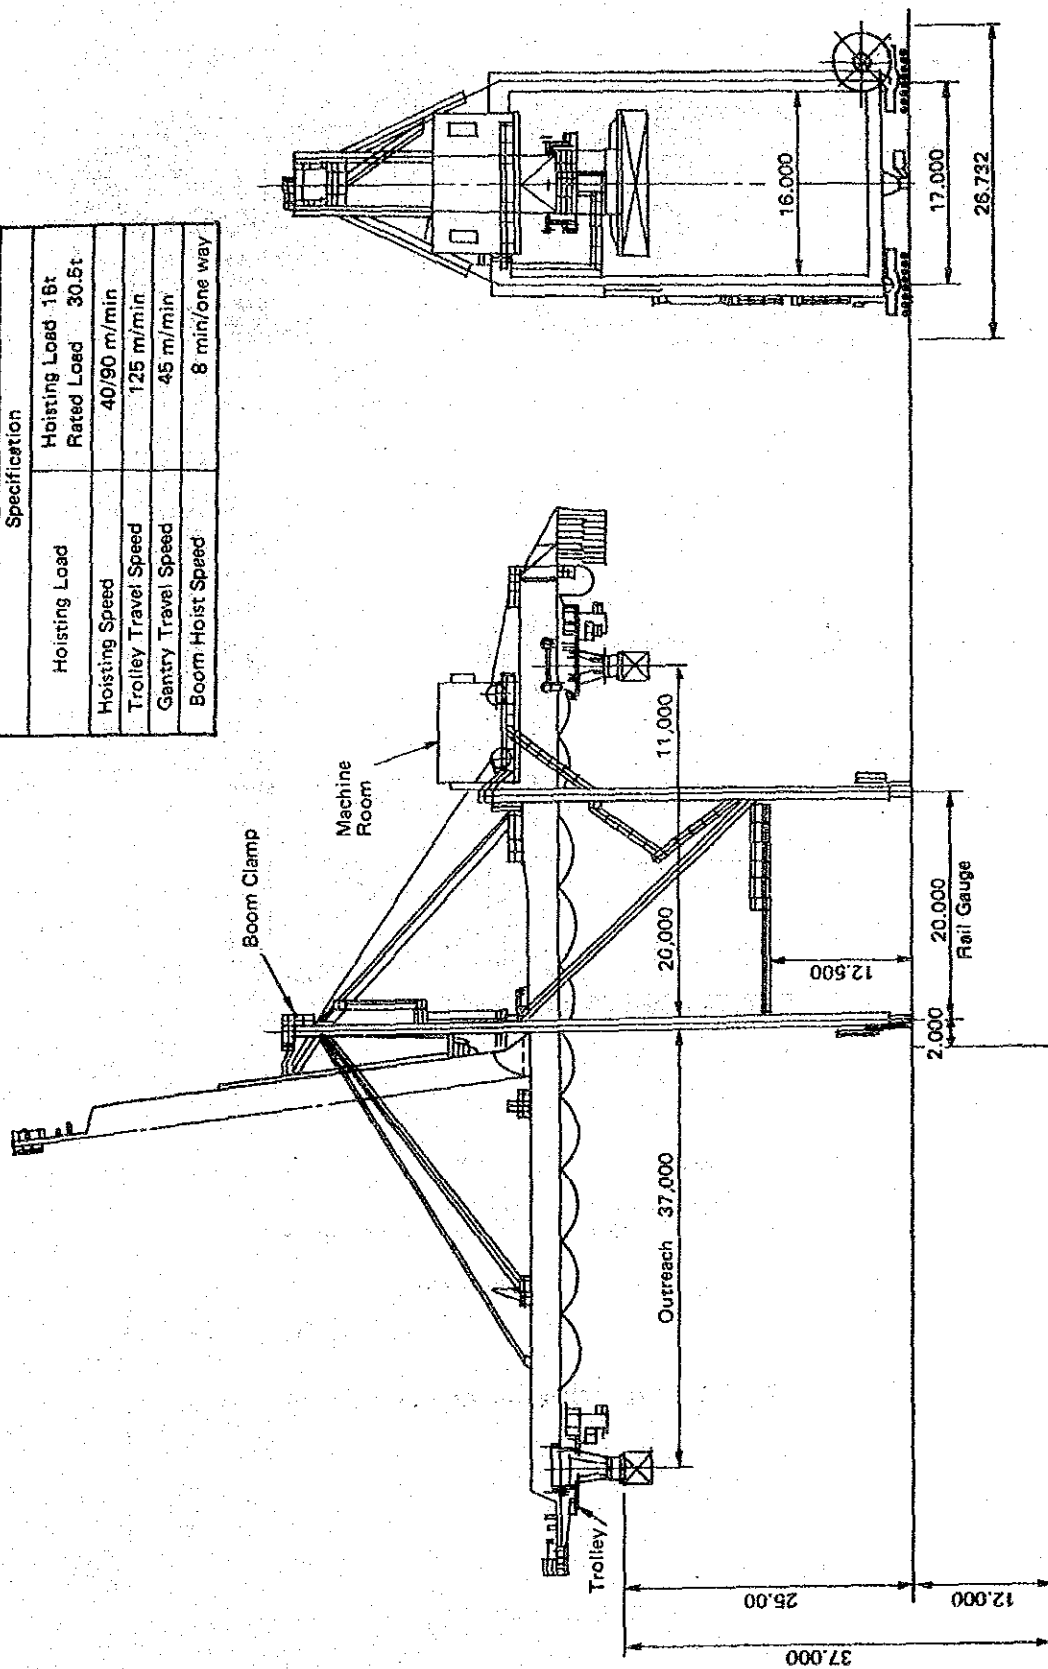 Specification
Hoisting Load
Hoisting Load 15t
Rated Load 30.5t
Hoisting Speed 40/90 m/min
Trolley Travel Speed 125 m/min
Gantry Travel Speed 45 m/min
Boom Hoist Speed 8 min/one way
Boom Clamp
Machine
Room
Outreach 37,000
20,000
11,000
12.500
2.000
20.000
Rail Gauge
Trolley
25.00
12.000
37.000
16.000
17.000
26.732